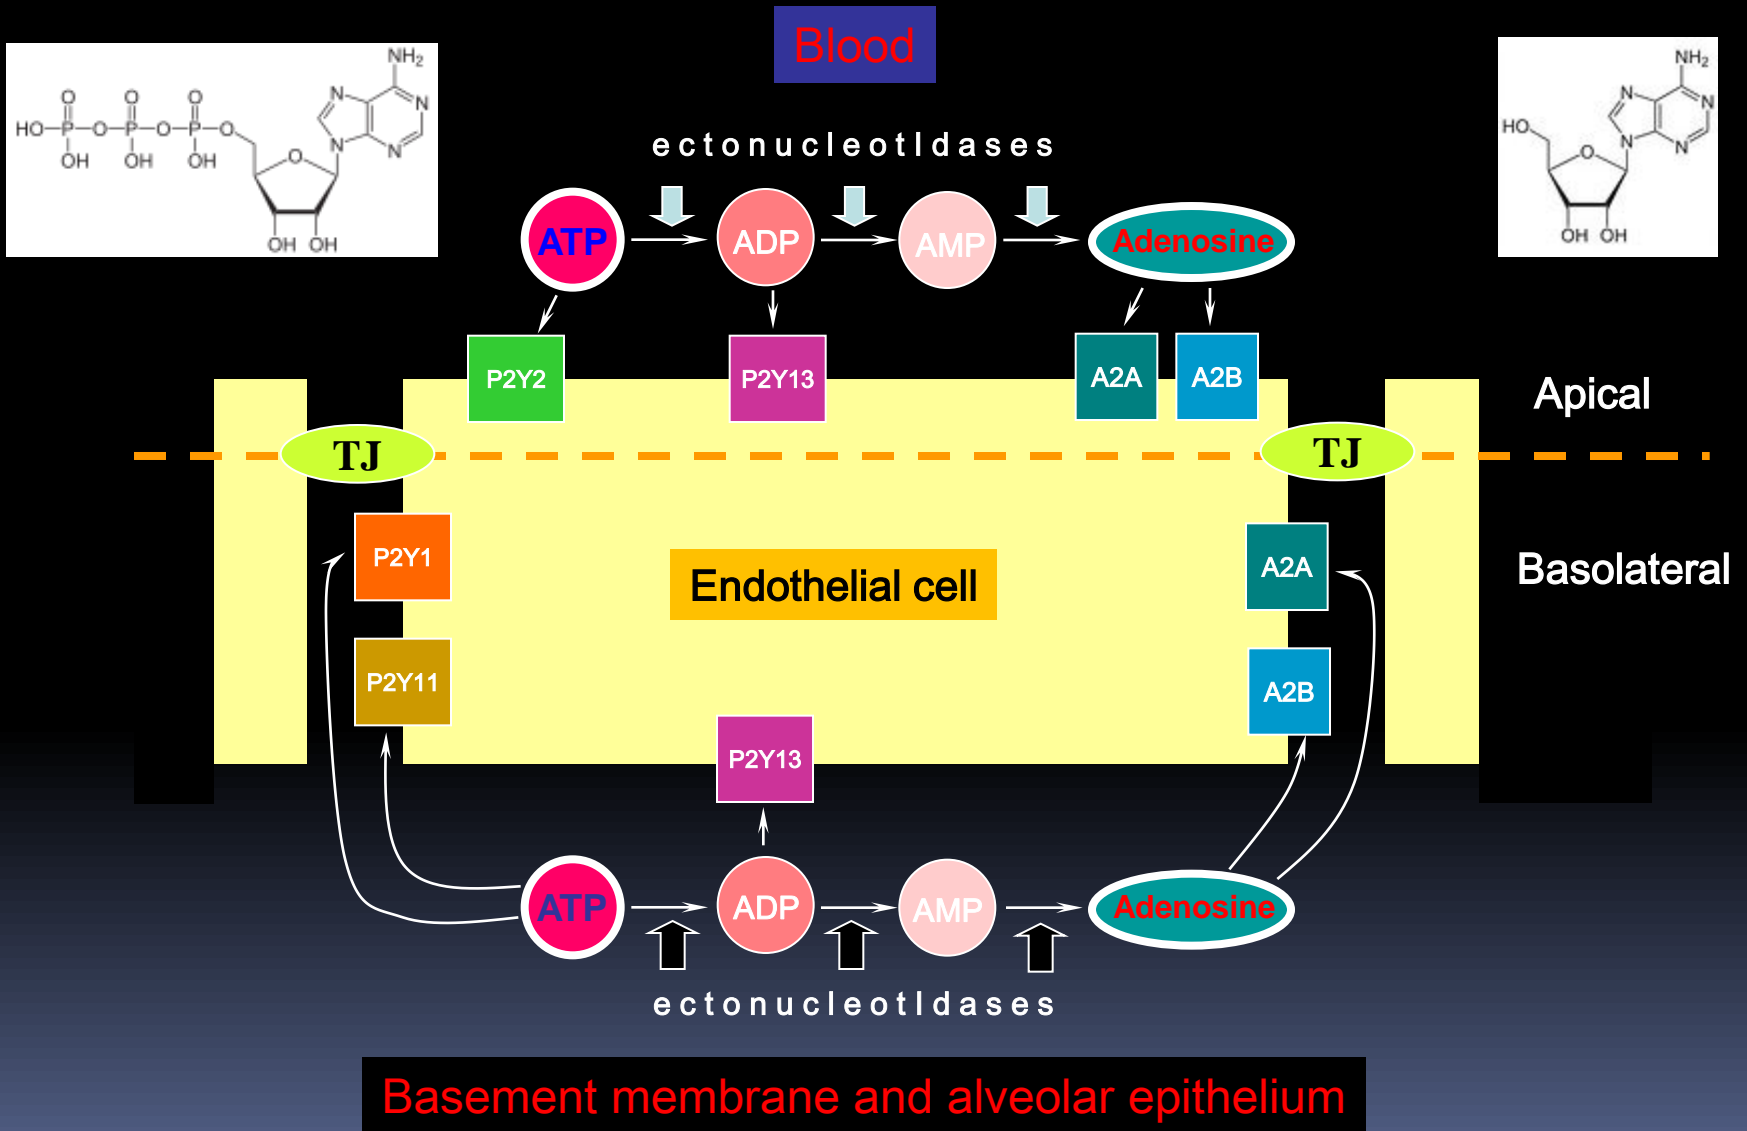 Blood
NH₂
N
N
N
N
O
O
O
HO
P
O
P
O
P
O
OH
OH
OH
O
OH
OH
NH₂
N
N
N
N
HO
O
OH
OH
ectonucleotIdases
ATP
ADP
AMP
Adenosine
P2Y2
P2Y13
A2A
A2B
Apical
TJ
TJ
P2Y1
Endothelial cell
A2A
Basolateral
P2Y11
A2B
P2Y13
ATP
ADP
AMP
Adenosine
ectonucleotIdases
Basement membrane and alveolar epithelium